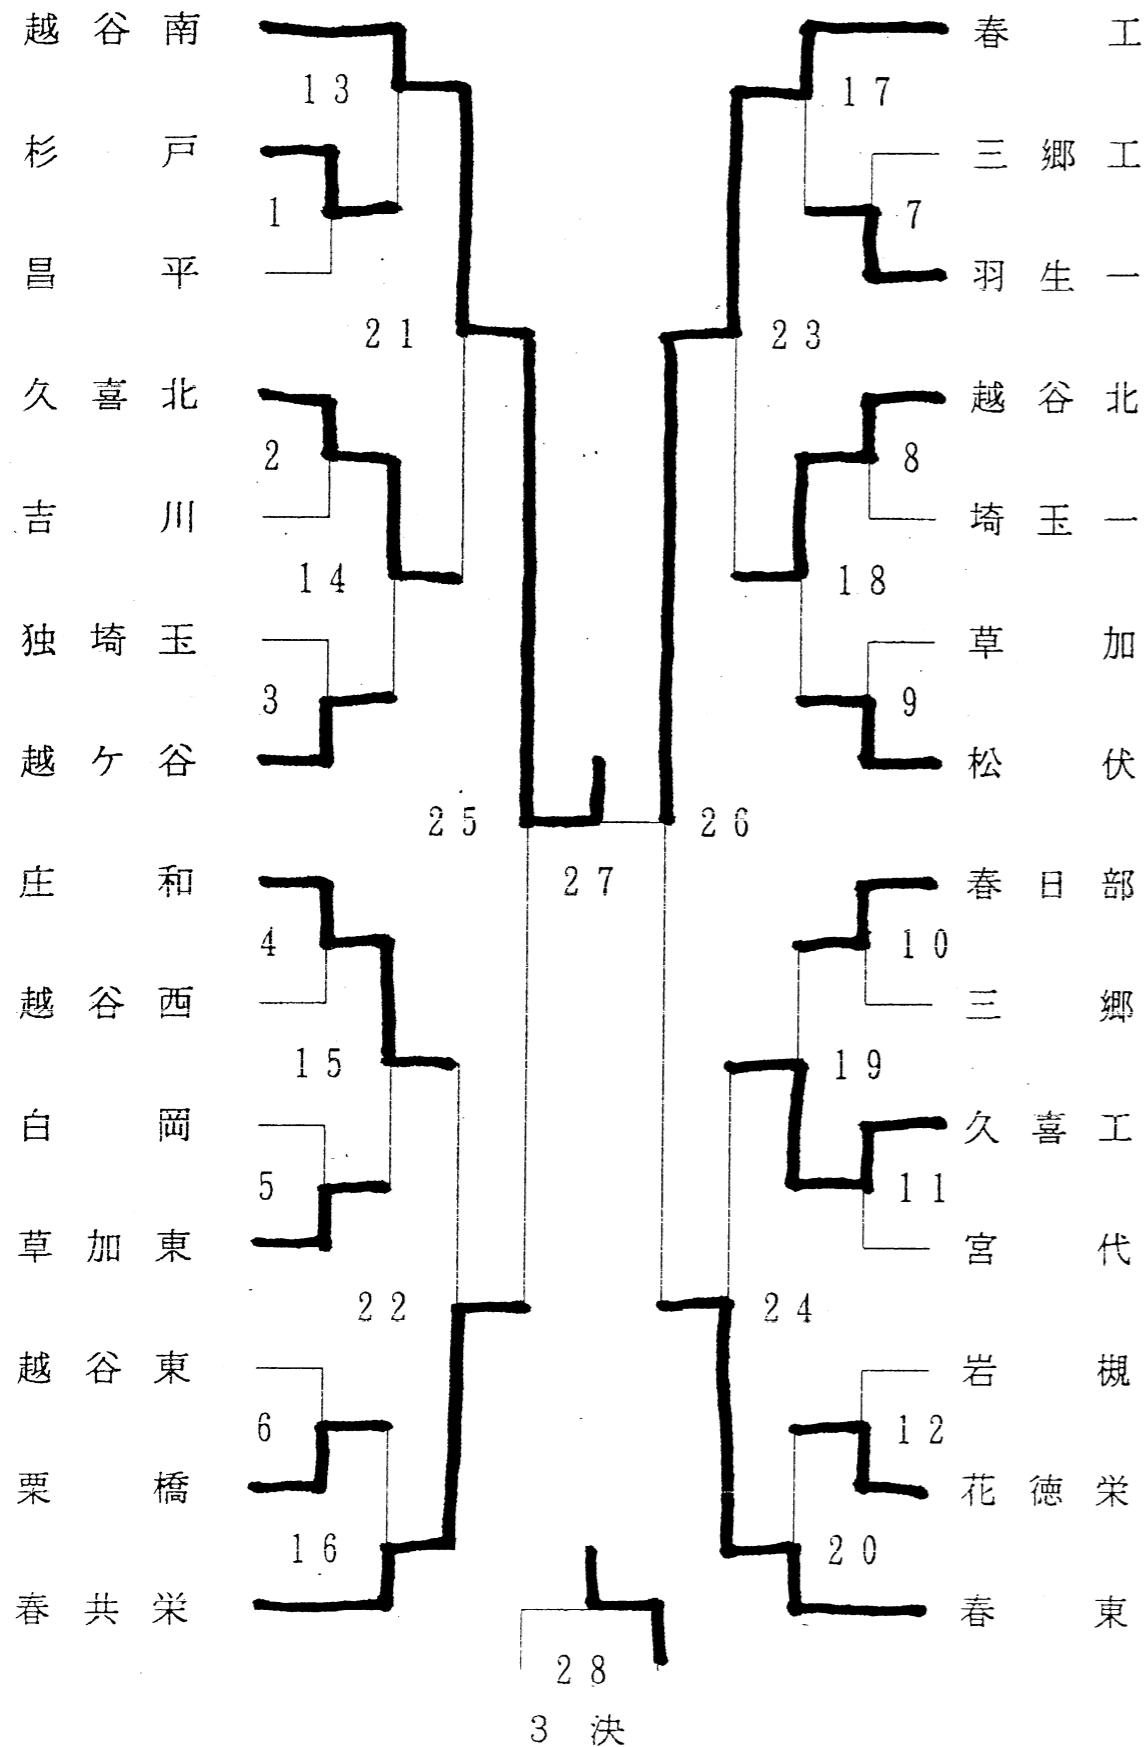 越谷南
13
杉戸
1
昌平
21
久喜北
2
吉川
14
独埼玉
3
越ケ谷
25
庄和
4
越谷西
15
白岡
5
草加東
22
越谷東
6
栗橋
16
春共栄
27
28
3決
春工
17
三郷工
7
羽生一
23
越谷北
8
埼玉一
18
草加
9
松伏
26
春日部
10
三郷
19
久喜工
11
宮代
24
岩槻
12
花徳栄
20
春東